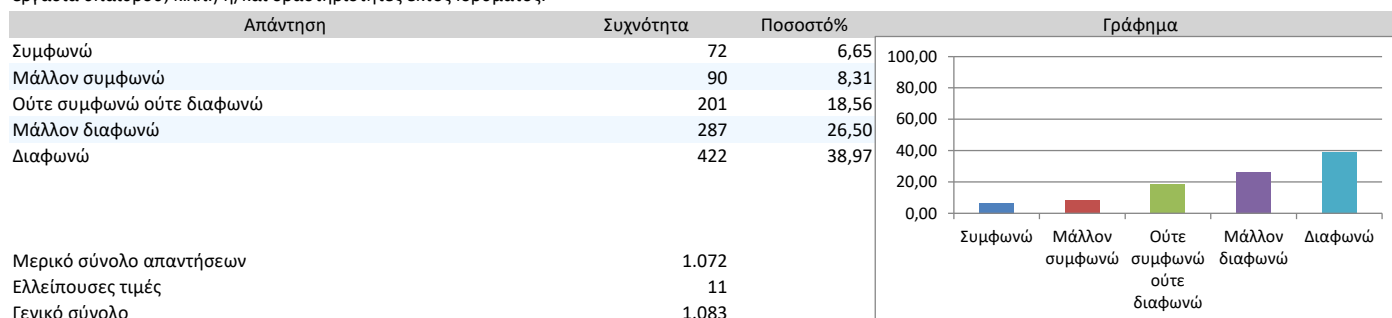 Απάντηση Συχνότητα Ποσοστό% Γράφημα
Συμφωνώ 72 6,65
Μάλλον συμφωνώ 90 8,31
Ούτε συμφωνώ ούτε διαφωνώ 201 18,56
Μάλλον διαφωνώ 287 26,50
Διαφωνώ 422 38,97
Μερικό σύνολο απαντήσεων 1.072
Ελλείπουσες τιμές 11
Γενικό σύνολο 1.083
100,00
80,00
60,00
40,00
20,00
0,00
Συμφωνώ Μάλλον συμφωνώ Ούτε συμφωνώ ούτε διαφωνώ Μάλλον διαφωνώ Διαφωνώ